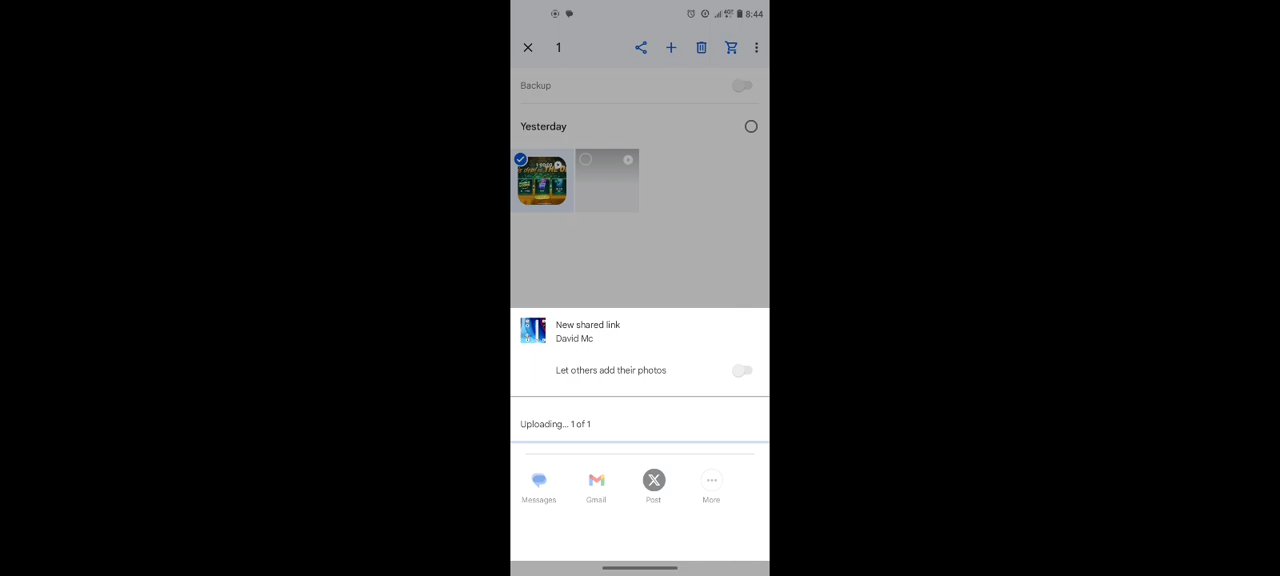 8:44
1
Backup
Yesterday
New shared link
David Mc
Let others add their photos
Uploading... 1 of 1
Messages Gmail Post More